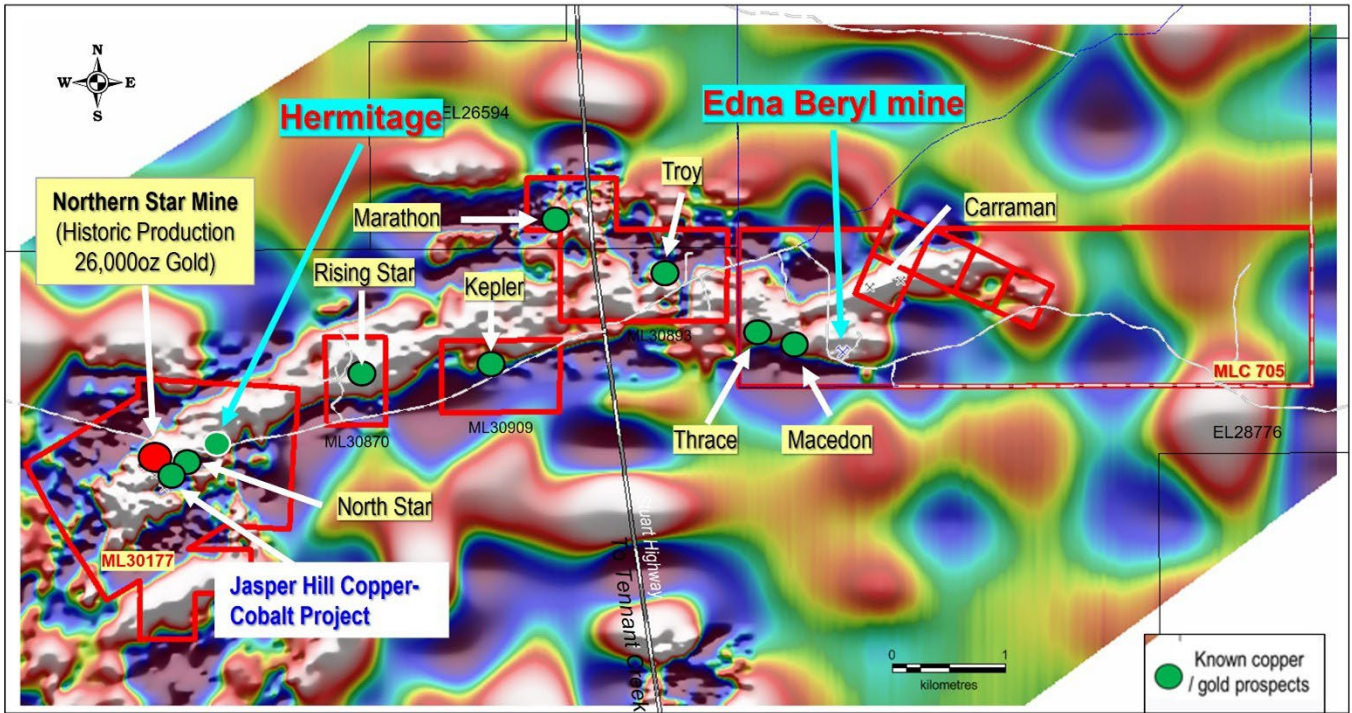 N
W E
S
Hermitage
EL26594
Edna Beryl mine
Northern Star Mine
(Historic Production
26,000oz Gold)
Marathon
Troy
Carraman
Rising Star
Kepler
ML30893
MLC 705
ML30870
ML30909
Thrace
Macedon
EL28776
North Star
ML30177
Jasper Hill Copper-
Cobalt Project
Stuart Highway
To Tennant Creek
0 1
kilometres
Known copper
/ gold prospects